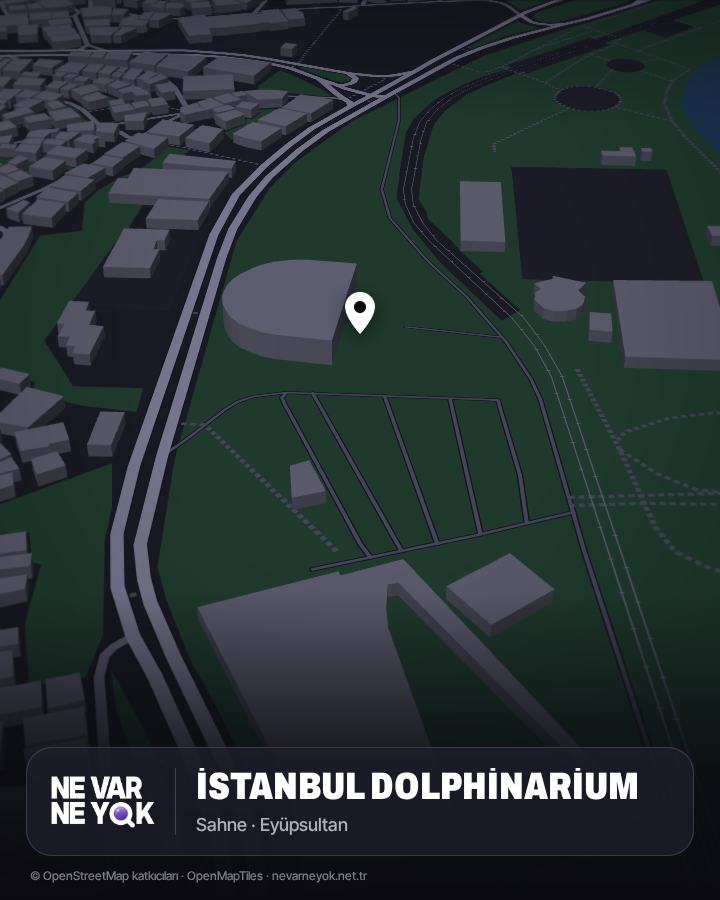 NE VAR
NE YOK
İSTANBUL DOLPHİNARİUM
Sahne · Eyüpsultan
© OpenStreetMap katkıcıları · OpenMapTiles · nevarneyok.net.tr